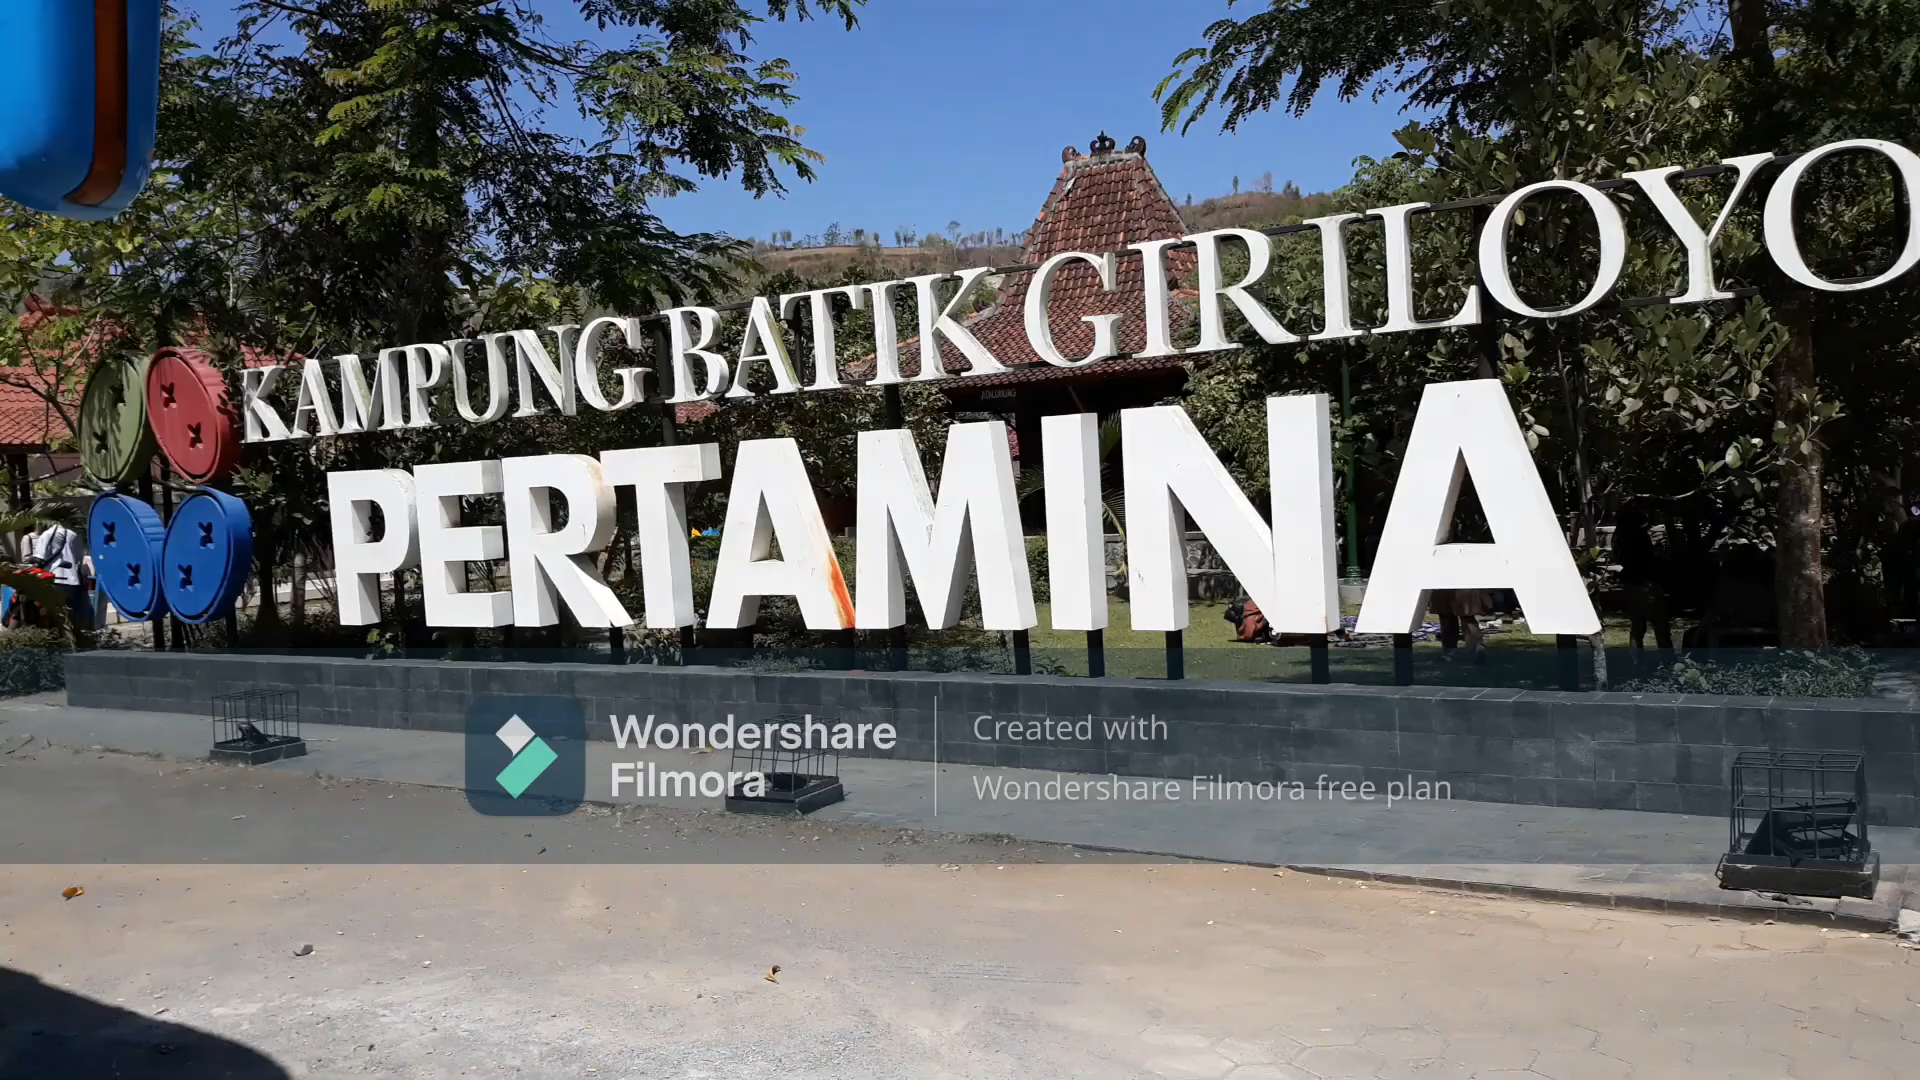 KAMPUNG BATIK GIRILOYO
PERTAMINA
Wondershare
Filmora
Created with
Wondershare Filmora free plan